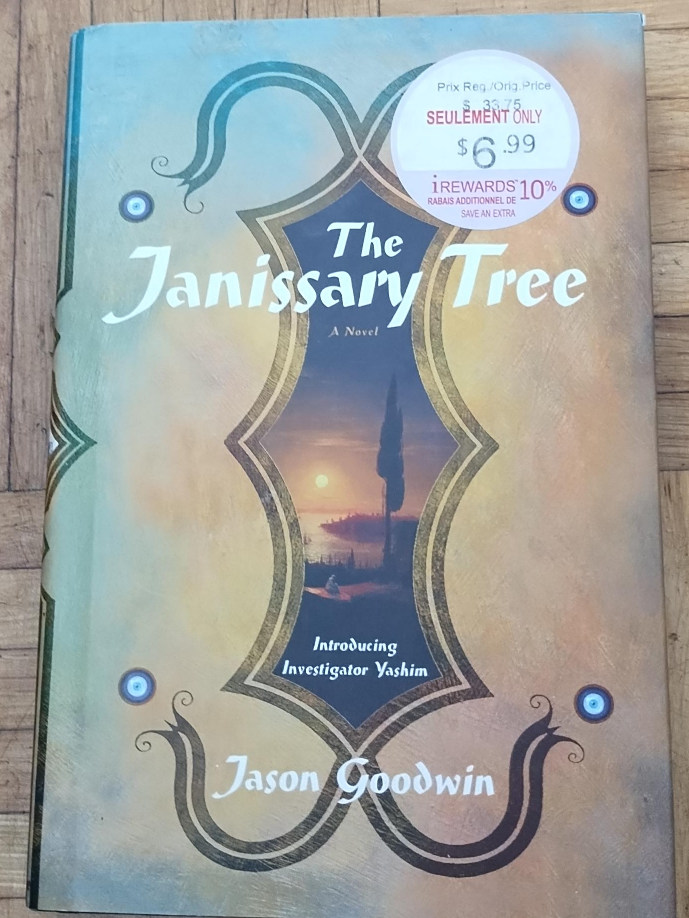 Prix Reg./Orig.Price
$ 33.75
SEULEMENT ONLY
$6.99
iREWARDS™ 10%
RABAIS ADDITIONNEL DE
SAVE AN EXTRA
The
Janissary Tree
A Novel
Introducing
Investigator Yashim
Jason Goodwin